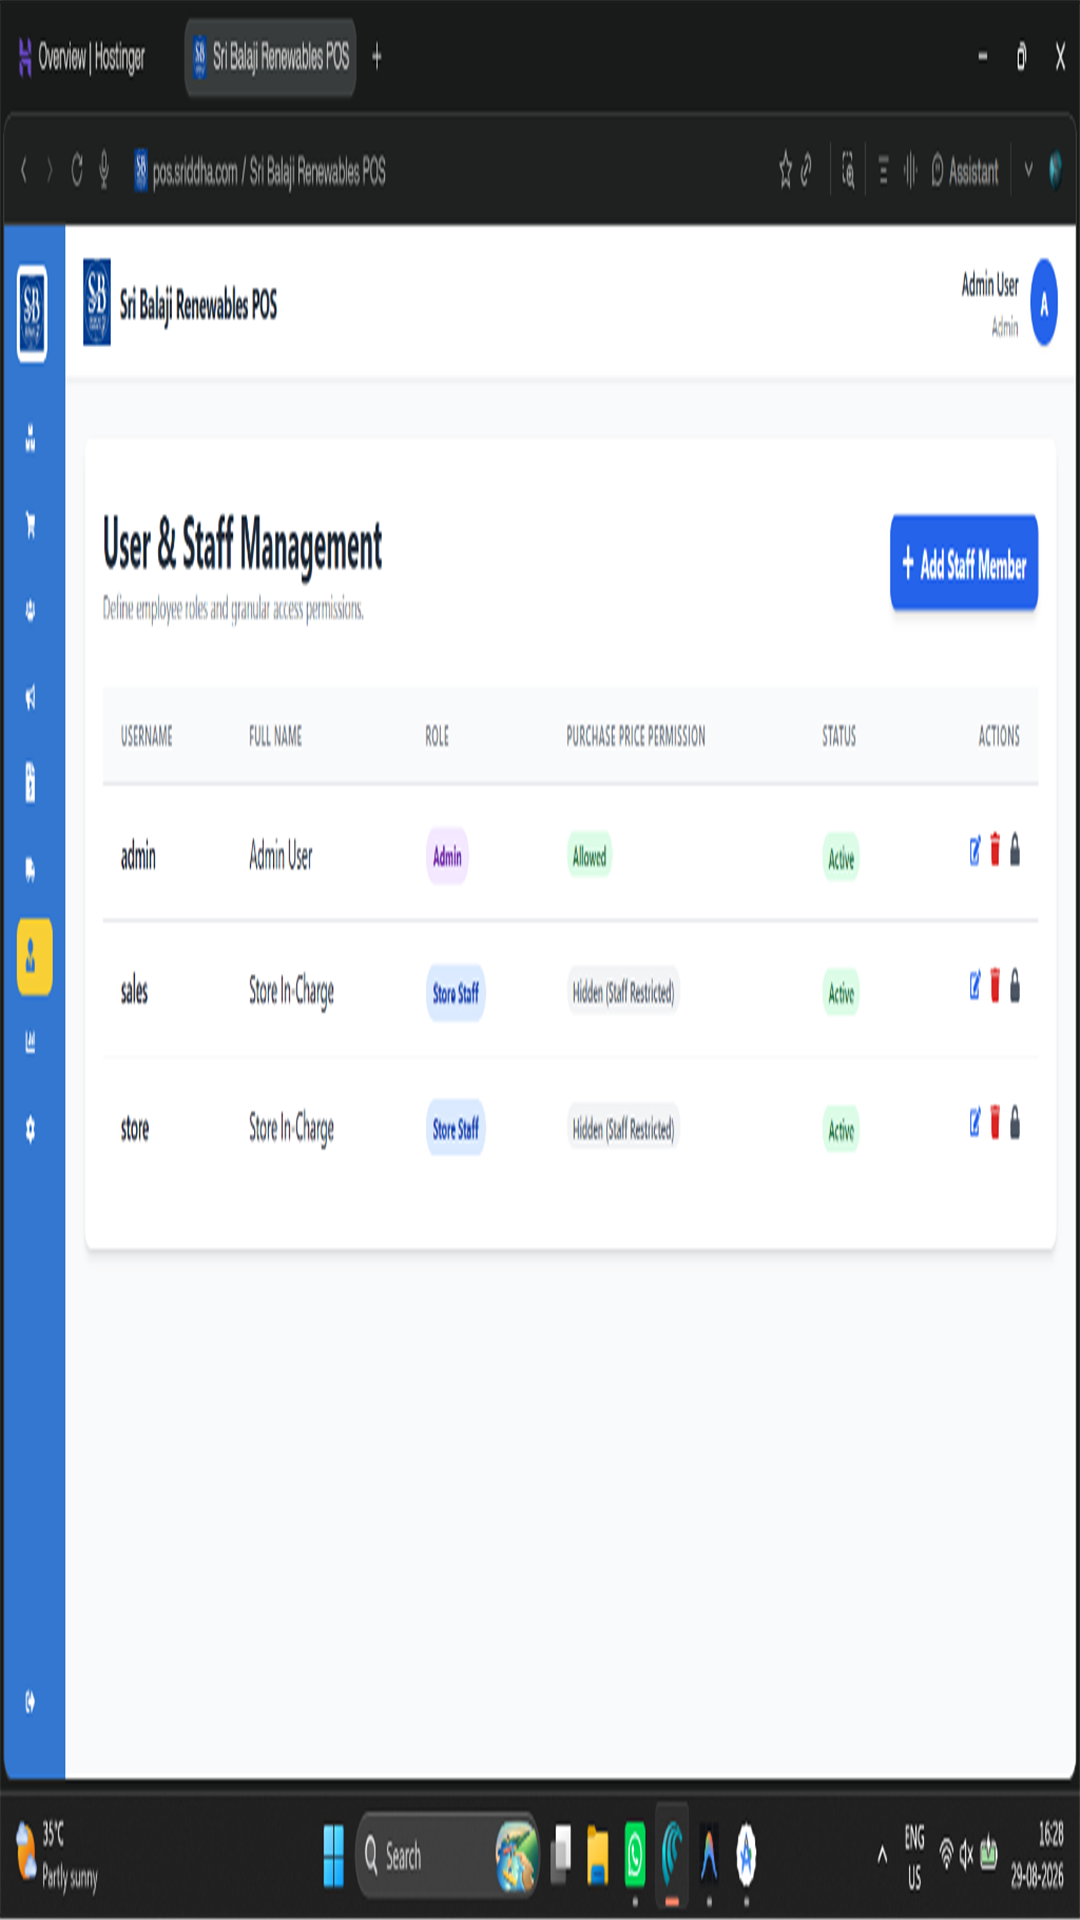 Overview | Hostinger
Sri Balaji Renewables POS
pos.sriddha.com / Sri Balaji Renewables POS
Assistant
SB
SB
Sri Balaji Renewables POS
Admin User
Admin
A
User & Staff Management
Define employee roles and granular access permissions.
+ Add Staff Member
USERNAME FULL NAME ROLE PURCHASE PRICE PERMISSION STATUS ACTIONS
admin Admin User Admin Allowed Active
sales Store In-Charge Store Staff Hidden (Staff Restricted) Active
store Store In-Charge Store Staff Hidden (Staff Restricted) Active
35°C
Partly sunny
Search
ENG
US
16:28
29-08-2026